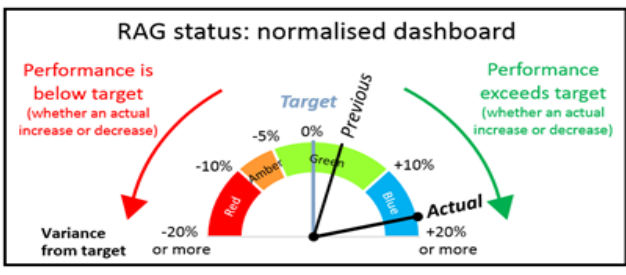 RAG status: normalised dashboard
Performance is
below target
(whether an actual
increase or decrease)
Performance
exceeds target
(whether an actual
increase or decrease)
Target
Previous
-5%
0%
-10%
+10%
Amber
Green
Red
Blue
Actual
Variance
from target
-20%
or more
+20%
or more